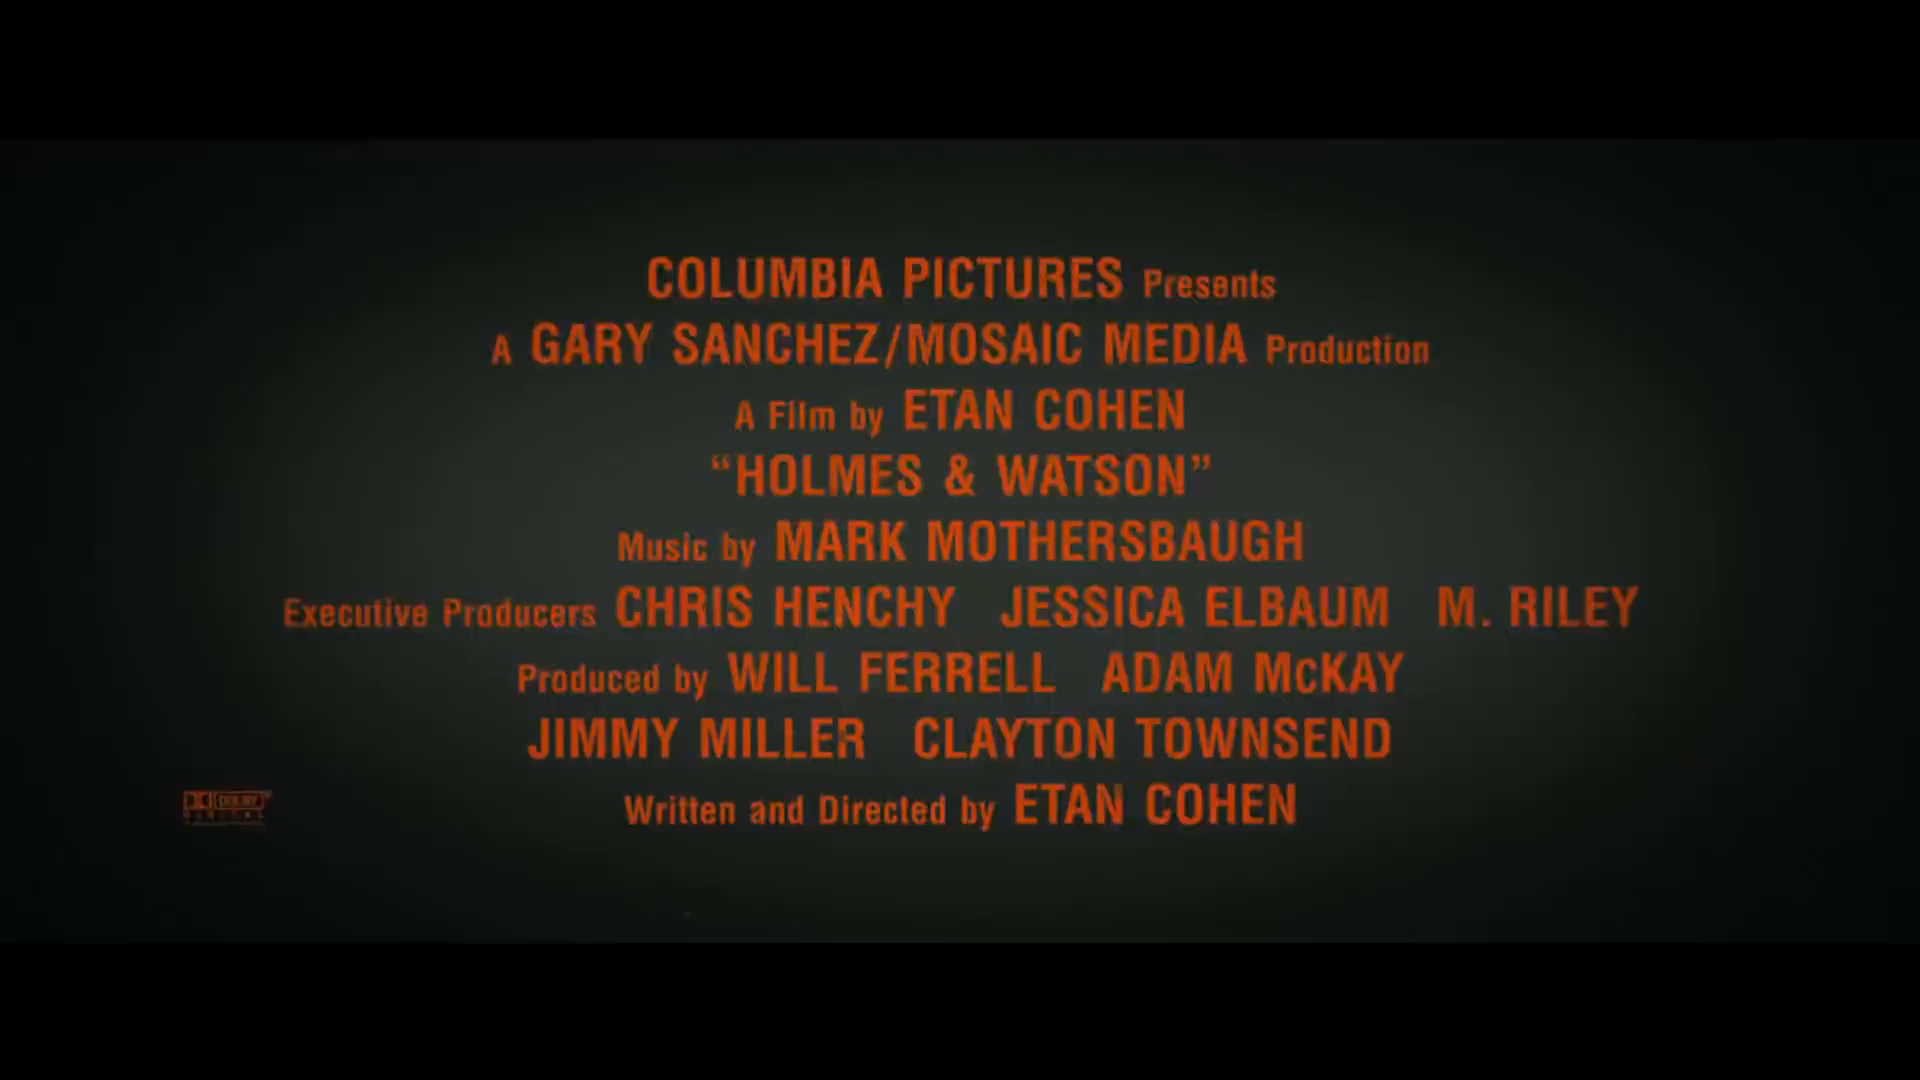 COLUMBIA PICTURES Presents
A GARY SANCHEZ/MOSAIC MEDIA Production
A Film by ETAN COHEN
“HOLMES & WATSON”
Music by MARK MOTHERSBAUGH
Executive Producers CHRIS HENCHY JESSICA ELBAUM M. RILEY
Produced by WILL FERRELL ADAM McKAY
JIMMY MILLER CLAYTON TOWNSEND
Written and Directed by ETAN COHEN
DOLBY
DIGITAL